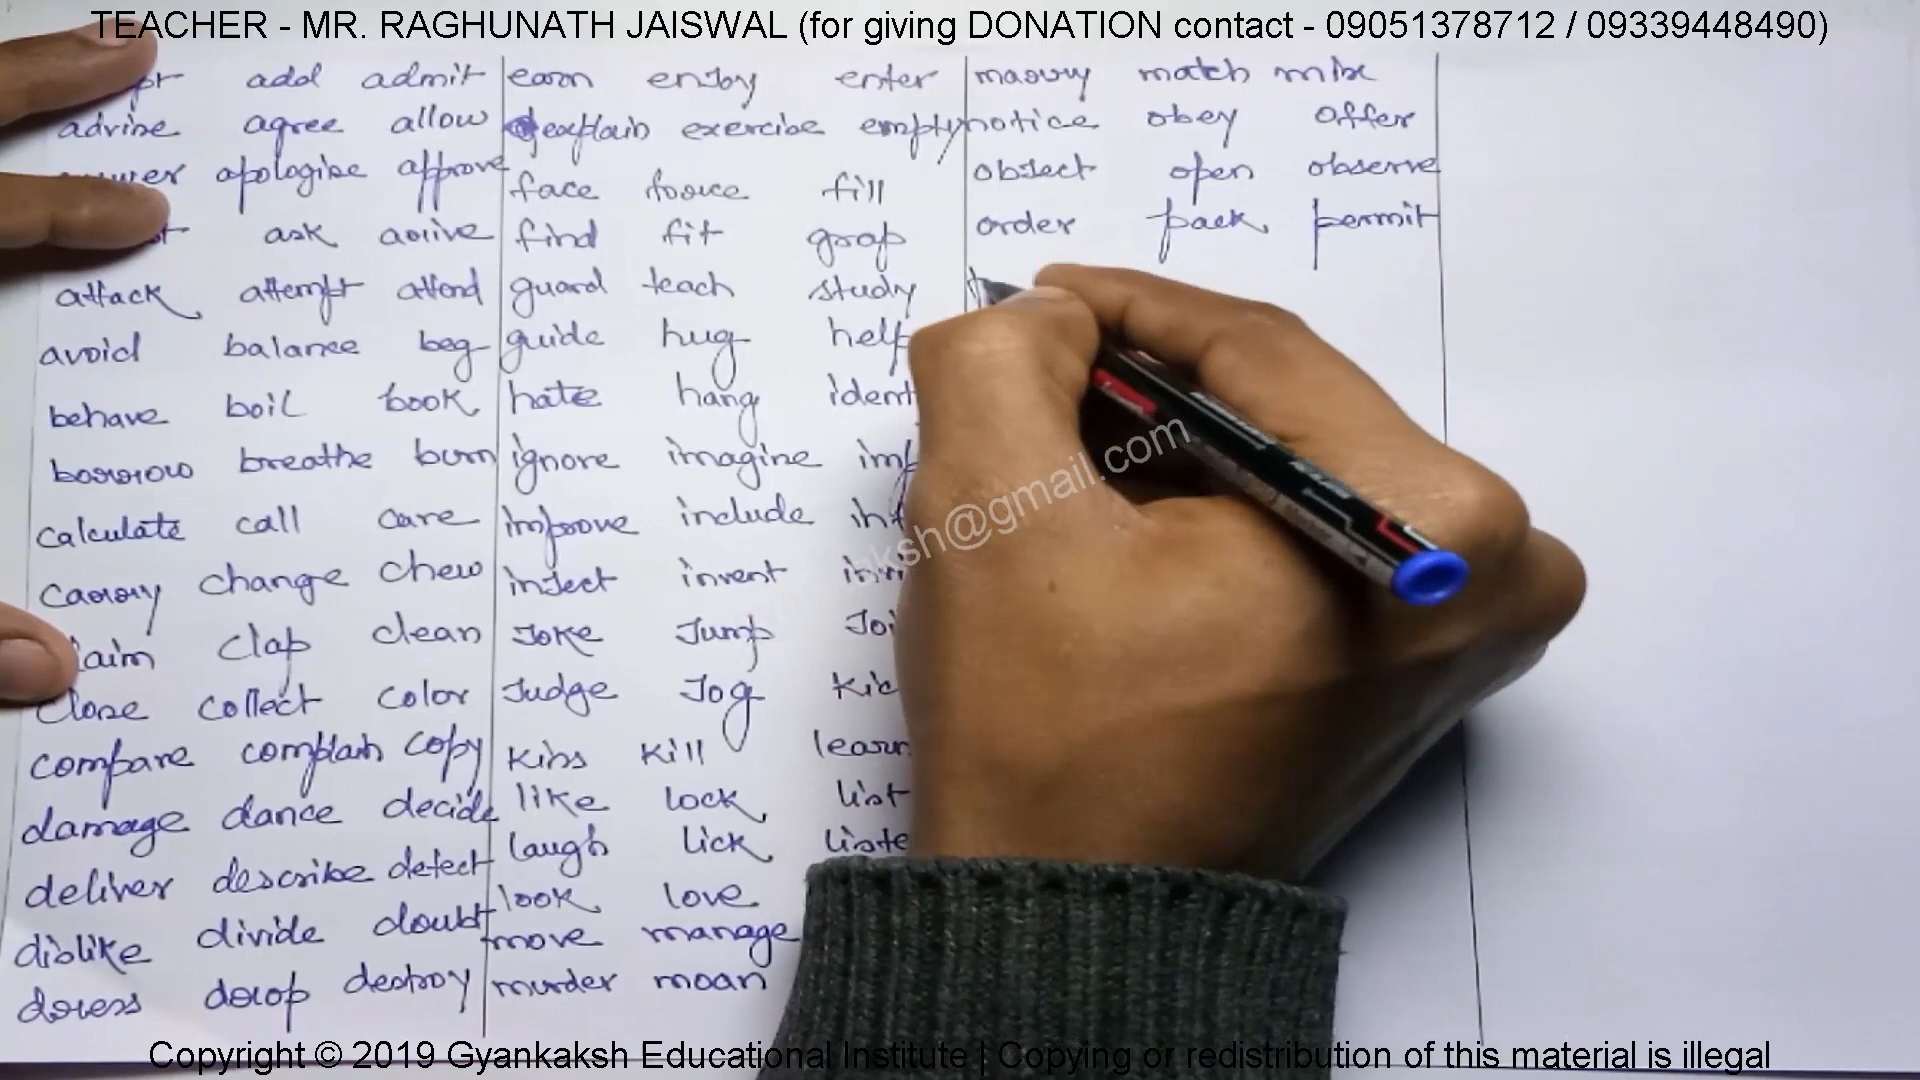 TEACHER - MR. RAGHUNATH JAISWAL (for giving DONATION contact - 09051378712 / 09339448490)
add admit
advise agree allow
apologise approve
ask arrive
attack attempt attend
avoid balance beg
behave boil book
borrow breathe burn
calculate call care
carry change chew
clap clean
close collect color
compare complain copy
damage dance decide
deliver describe detect
dislike divide doubt
dress drop destroy
earn enjoy enter
explain exercise empty
face force fill
find fit grap
guard teach study
guide hug help
hate hang
ignore imagine
improve include
inject invent
Joke Jump
Judge Jog
kiss kill learn
like lock list
laugh lick
look love
move manage
murder moan
marry match mix
notice obey offer
object open observe
order pack permit
ksh@gmail.com
Copyright © 2019 Gyankaksh Educational Institute | Copying or redistribution of this material is illegal